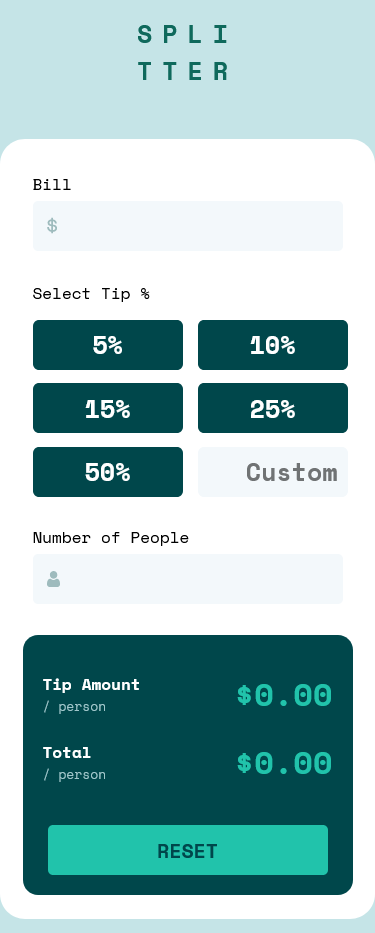 SPLI
TTER
Bill
$
Select Tip %
5% 10%
15% 25%
50% Custom
Number of People
Tip Amount
/ person
$0.00
Total
/ person
$0.00
RESET